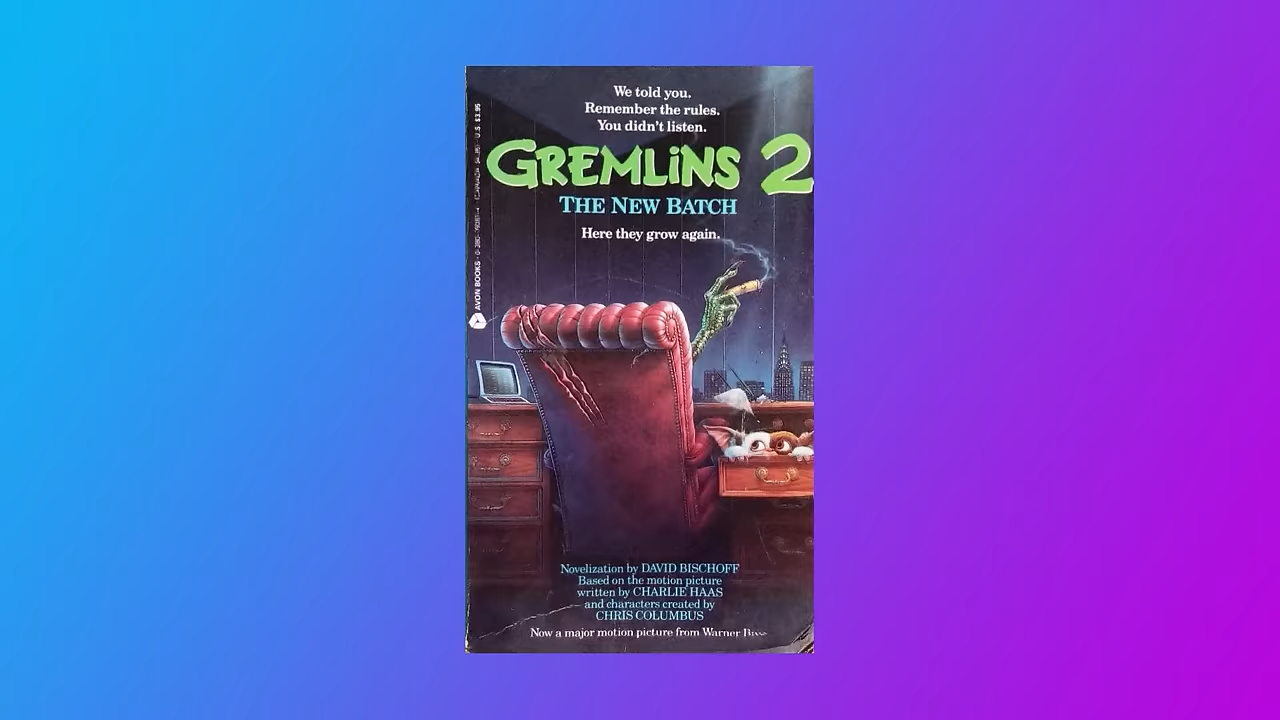 We told you.
Remember the rules.
You didn't listen.
GREMLINS 2
THE NEW BATCH
Here they grow again.
AVON BOOKS
U.S. $3.95
Novelization by DAVID BISCHOFF
Based on the motion picture
written by CHARLIE HAAS
and characters created by
CHRIS COLUMBUS
Now a major motion picture from Warner